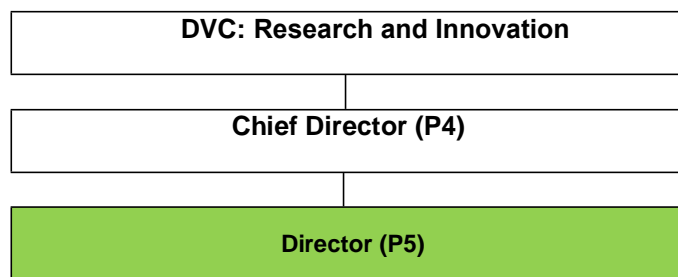 DVC: Research and Innovation
Chief Director (P4)
Director (P5)